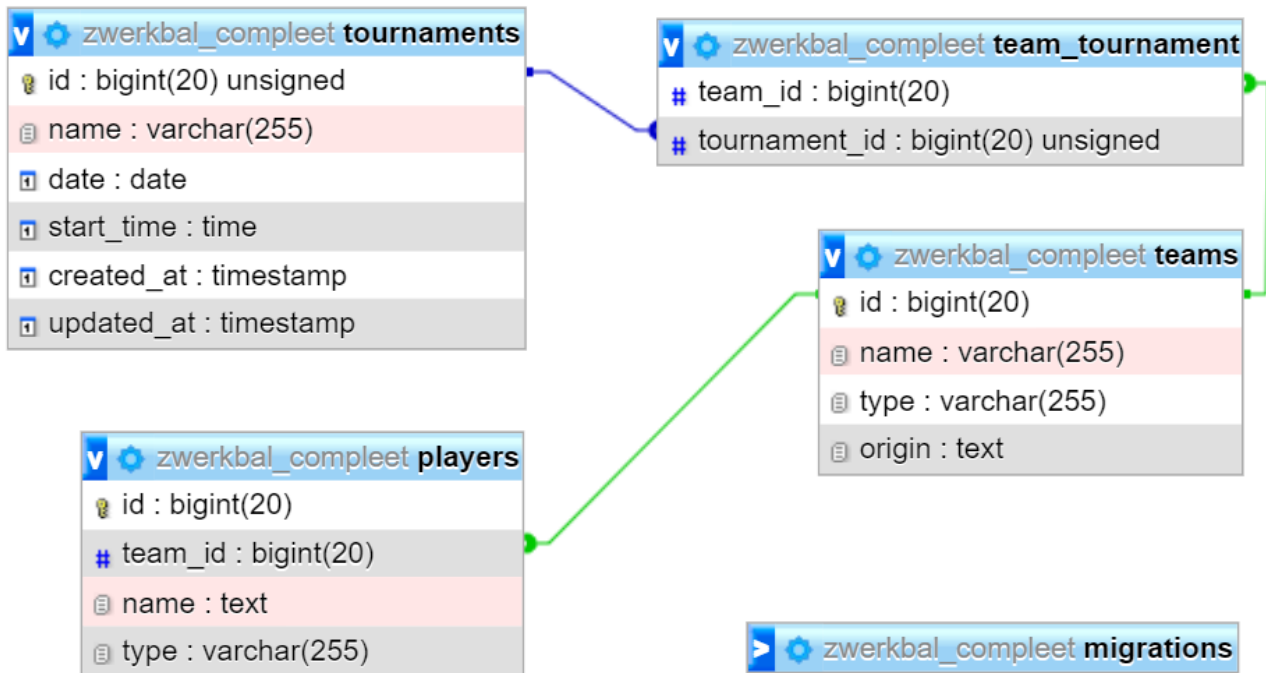 v zwerkbal_compleet tournaments
id : bigint(20) unsigned
name : varchar(255)
date : date
start_time : time
created_at : timestamp
updated_at : timestamp
v zwerkbal_compleet team_tournament
# team_id : bigint(20)
# tournament_id : bigint(20) unsigned
v zwerkbal_compleet teams
id : bigint(20)
name : varchar(255)
type : varchar(255)
origin : text
v zwerkbal_compleet players
id : bigint(20)
# team_id : bigint(20)
name : text
type : varchar(255)
> zwerkbal_compleet migrations